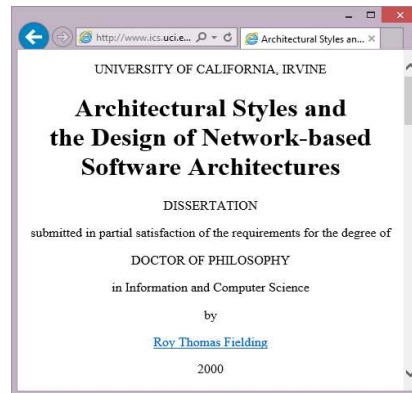 http://www.ics.uci.e...
Architectural Styles an...
UNIVERSITY OF CALIFORNIA, IRVINE
Architectural Styles and
the Design of Network-based
Software Architectures
DISSERTATION
submitted in partial satisfaction of the requirements for the degree of
DOCTOR OF PHILOSOPHY
in Information and Computer Science
by
Roy Thomas Fielding
2000